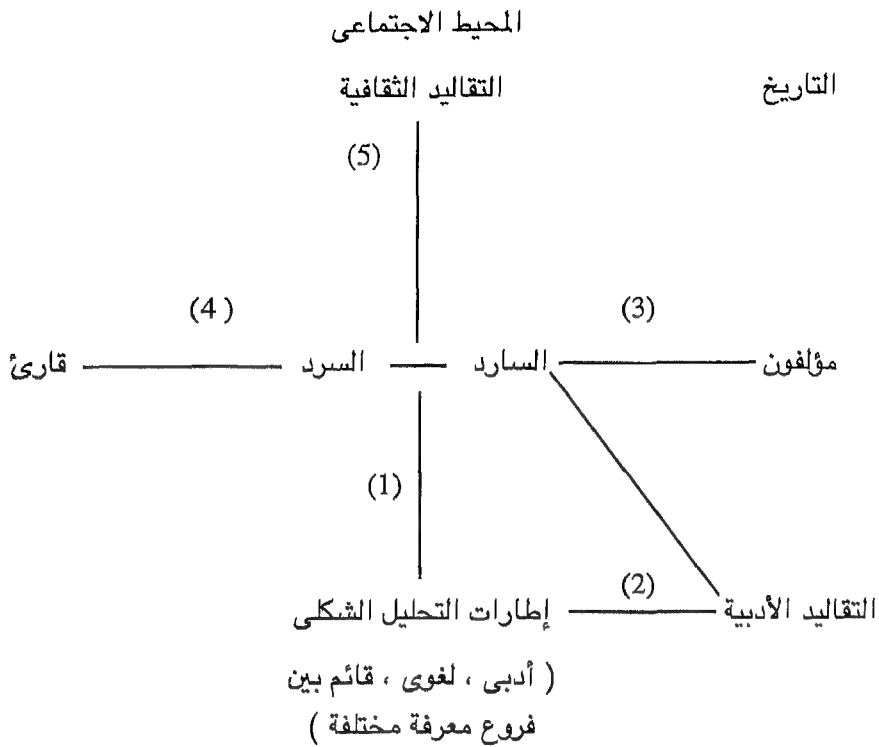 المحيط الاجتماعى
التقاليد الثقافية
التاريخ
(5)
(3)
(4)
مؤلفون
السارد
السرد
قارئ
(1)
(2)
التقاليد الأدبية
إطارات التحليل الشكلى
( أدبى ، لغوى ، قائم بين
فروع معرفة مختلفة )